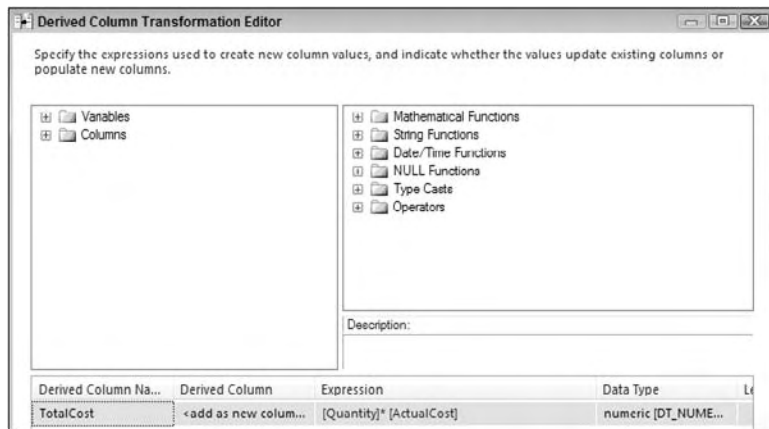 Derived Column Transformation Editor
Specify the expressions used to create new column values, and indicate whether the values update existing columns or
populate new columns.
Variables
Columns
Mathematical Functions
String Functions
Date/Time Functions
NULL Functions
Type Casts
Operators
Description:
Derived Column Na... Derived Column Expression Data Type Le
TotalCost <add as new colum... [Quantity]* [ActualCost] numeric [DT_NUME...